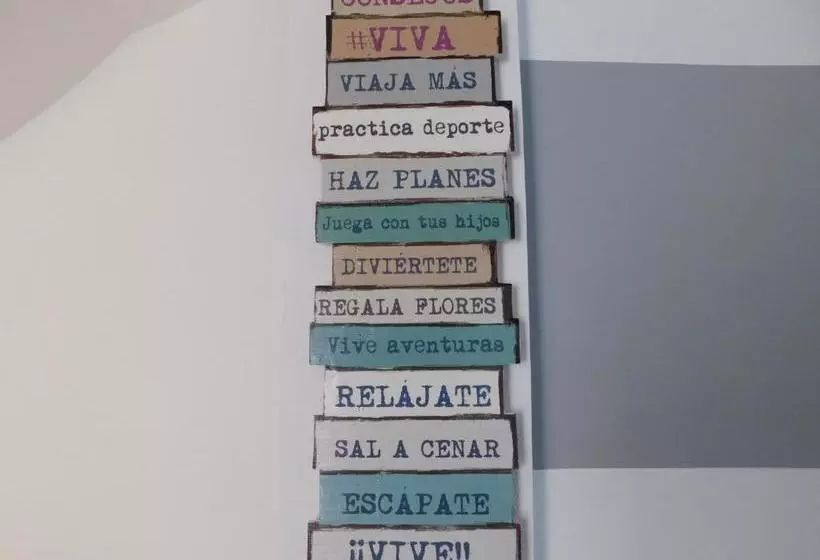 CONSEJOS
#VIVA
VIAJA MÁS
practica deporte
HAZ PLANES
Juega con tus hijos
DIVIÉRTETE
REGALA FLORES
Vive aventuras
RELÁJATE
SAL A CENAR
ESCÁPATE
¡¡VIVE!!